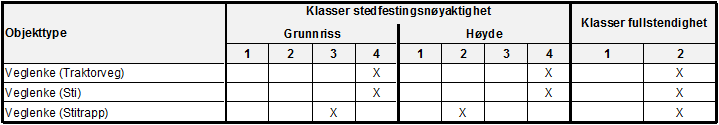 Objekttype Klasser stedfestingsnøyaktighet Klasser fullstendighet
Grunnriss Høyde
1 2 3 4 1 2 3 4 1 2
Veglenke (Traktorveg) X X X
Veglenke (Sti) X X X
Veglenke (Stitrapp) X X X